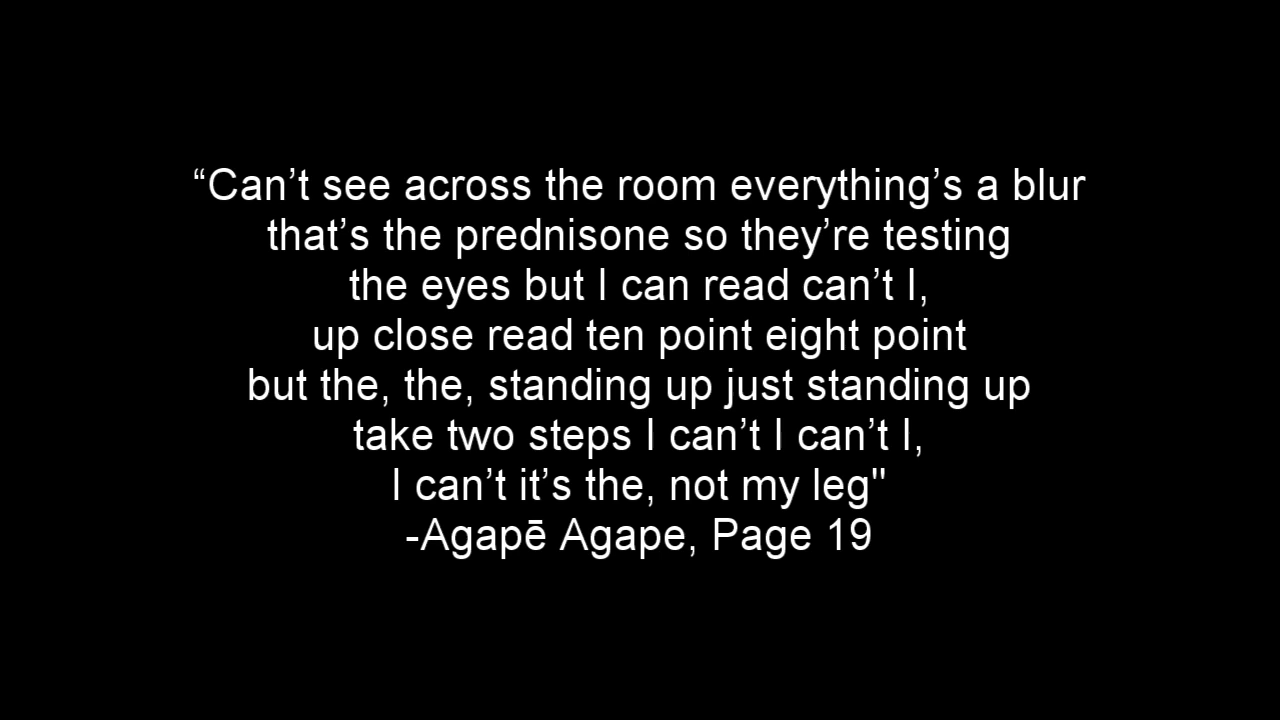 “Can’t see across the room everything’s a blur
that’s the prednisone so they’re testing
the eyes but I can read can’t I,
up close read ten point eight point
but the, the, standing up just standing up
take two steps I can’t I can’t I,
I can’t it’s the, not my leg"
-Agapē Agape, Page 19